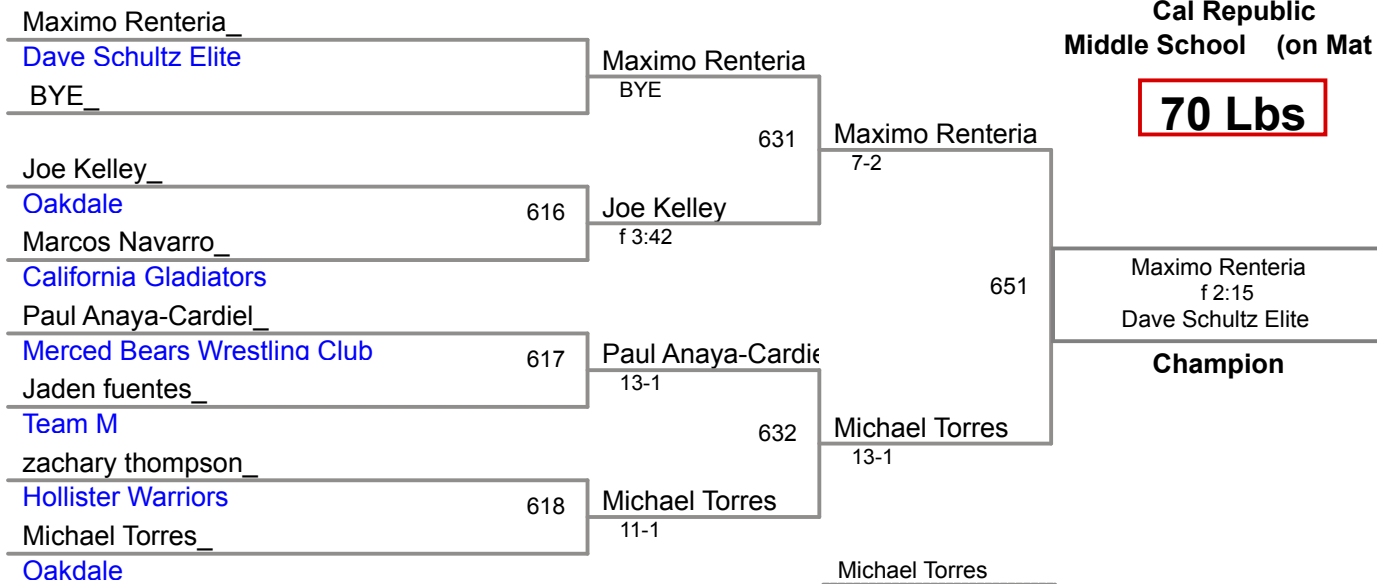 Maximo Renteria_
Dave Schultz Elite
BYE_
Joe Kelley_
Oakdale
Marcos Navarro_
California Gladiators
Paul Anaya-Cardiel_
Merced Bears Wrestling Club
Jaden fuentes_
Team M
zachary thompson_
Hollister Warriors
Michael Torres_
Oakdale
616
617
618
Maximo Renteria
BYE
Joe Kelley
f 3:42
Paul Anaya-Cardie
13-1
Michael Torres
11-1
631
632
Maximo Renteria
7-2
Michael Torres
13-1
651
Michael Torres
Cal Republic
Middle School (on Mat
70 Lbs
Maximo Renteria
f 2:15
Dave Schultz Elite
Champion